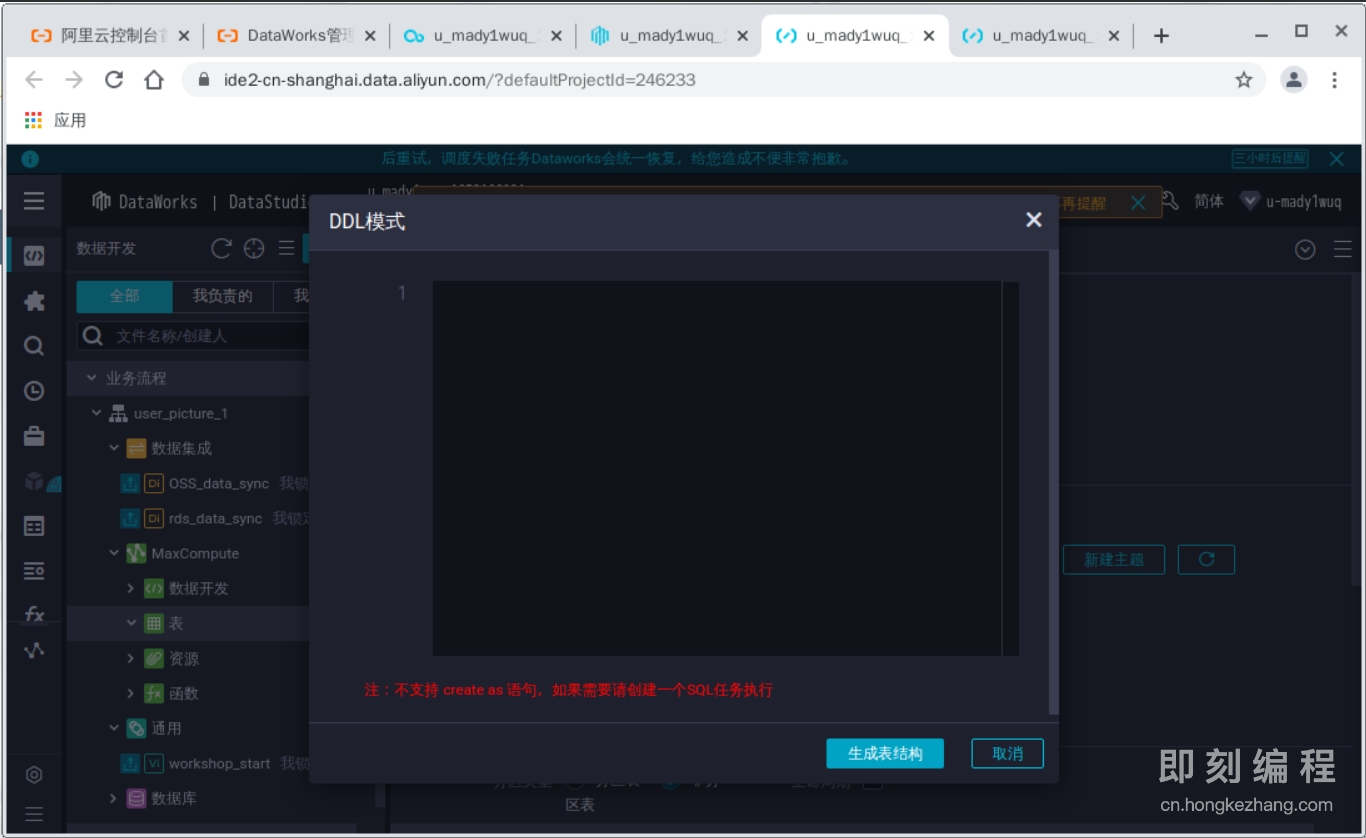 阿里云控制台
DataWorks管理
u_mady1wuq_
u_mady1wuq_
u_mady1wuq_
u_mady1wuq_
ide2-cn-shanghai.data.aliyun.com/?defaultProjectId=246233
应用
后重试，调度失败任务Dataworks会统一恢复，给您造成不便非常抱歉。
三小时后提醒
DataWorks | DataStudi
再提醒
简体
u-mady1wuq
DDL模式
数据开发
全部
我负责的
我
文件名称/创建人
1
业务流程
user_picture_1
数据集成
Di OSS_data_sync 我锁
Di rds_data_sync 我锁定
MaxCompute
数据开发
新建主题
表
资源
fx 函数
注：不支持 create as 语句，如果需要请创建一个SQL任务执行
通用
生成表结构
取消
Vi workshop_start 我锁
数据库
区表
即刻编程
cn.hongkezhang.com